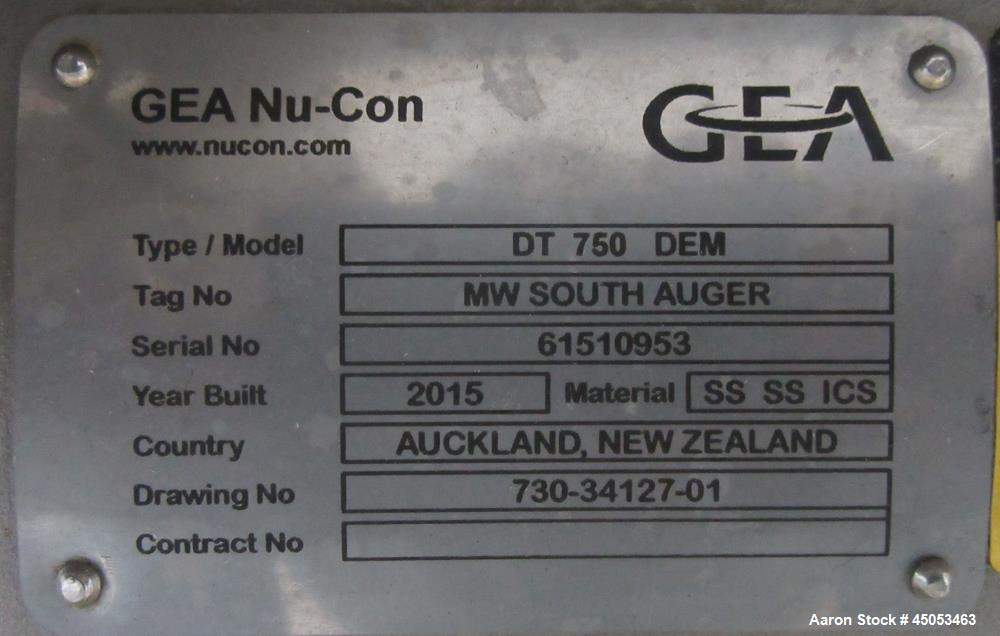 GEA Nu-Con
www.nucon.com
GEA
Type / Model DT 750 DEM
Tag No MW SOUTH AUGER
Serial No 61510953
Year Built 2015 Material SS SS ICS
Country AUCKLAND, NEW ZEALAND
Drawing No 730-34127-01
Contract No
Aaron Stock # 45053463